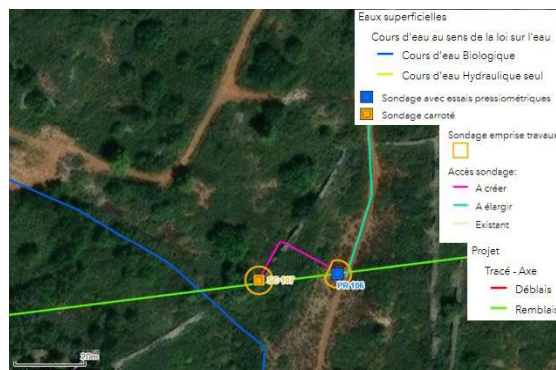 Eaux superficielles
Cours d'eau au sens de la loi sur l'eau
Cours d'eau Biologique
Cours d'eau Hydraulique seul
Sondage avec essais pressiométriques
Sondage carroté
Sondage emprise travaux
Accès sondage:
A créer
A élargir
Existant
Projet
Tracé - Axe
Déblais
Remblais
SC 107
PR 106
20m